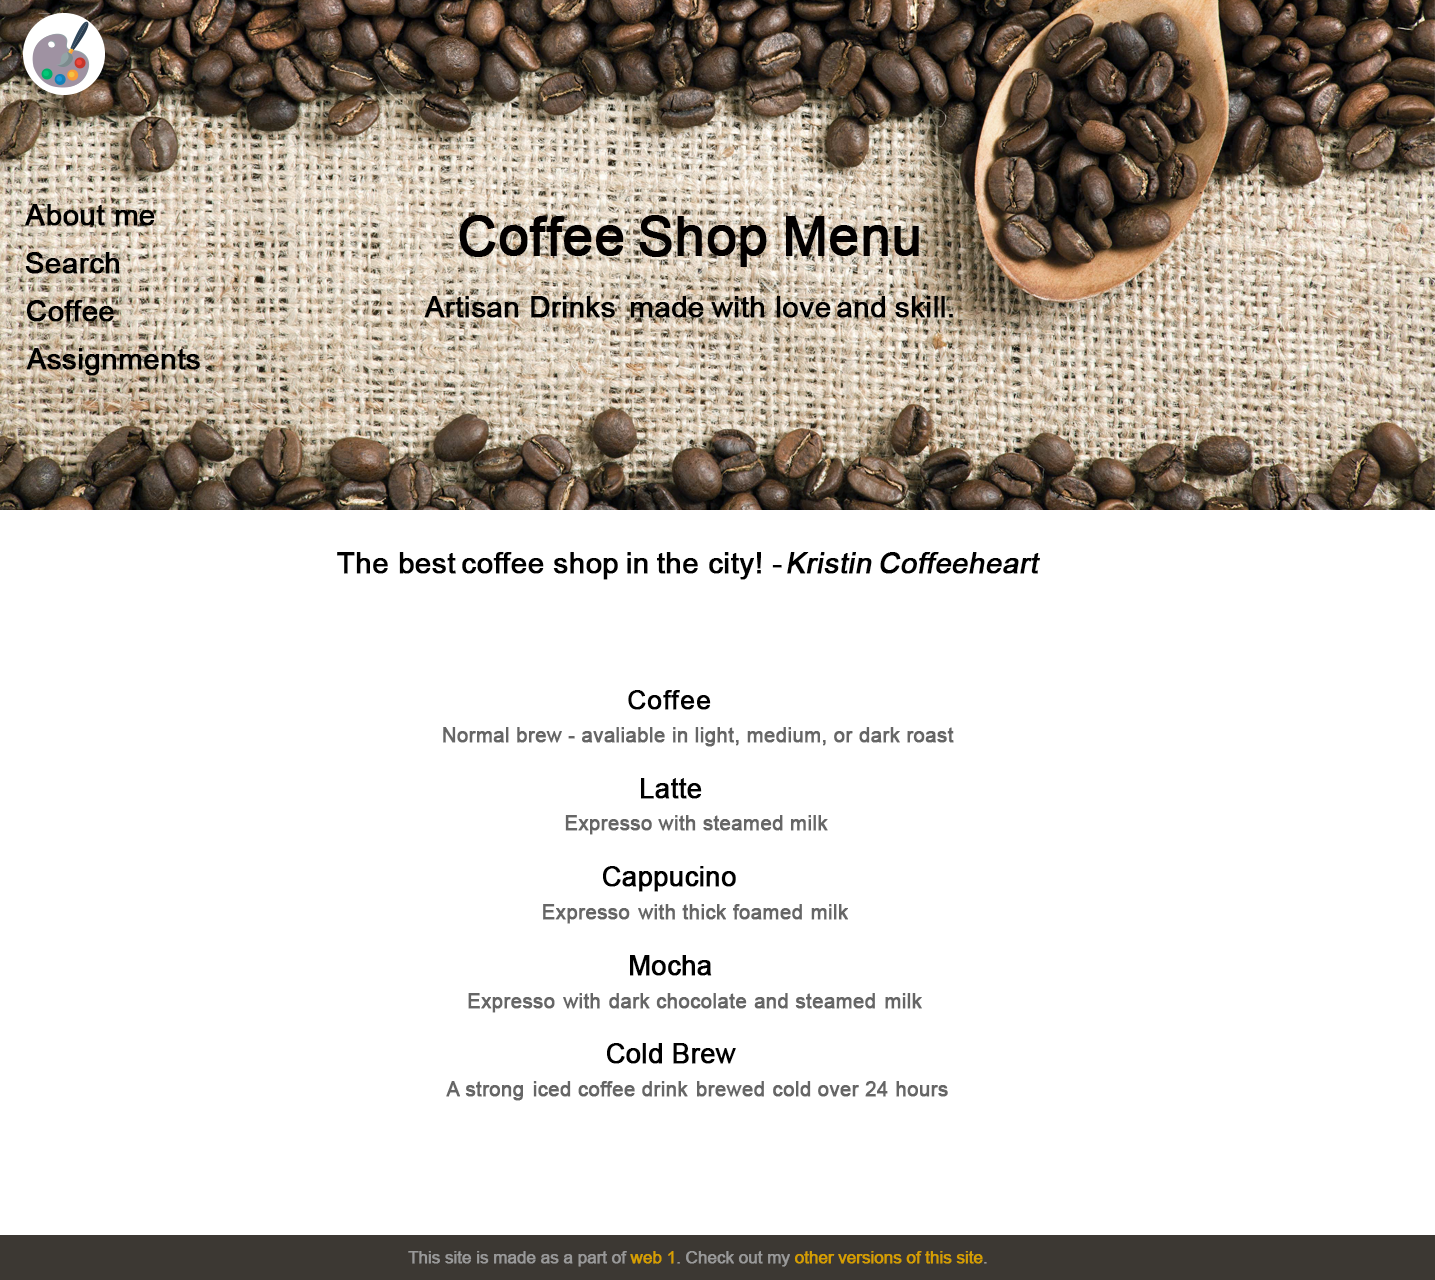 About me
Search
Coffee
Assignments
Coffee Shop Menu
Artisan Drinks made with love and skill.
The best coffee shop in the city! - Kristin Coffeeheart
Coffee
Normal brew - avaliable in light, medium, or dark roast
Latte
Expresso with steamed milk
Cappucino
Expresso with thick foamed milk
Mocha
Expresso with dark chocolate and steamed milk
Cold Brew
A strong iced coffee drink brewed cold over 24 hours
This site is made as a part of web 1. Check out my other versions of this site.